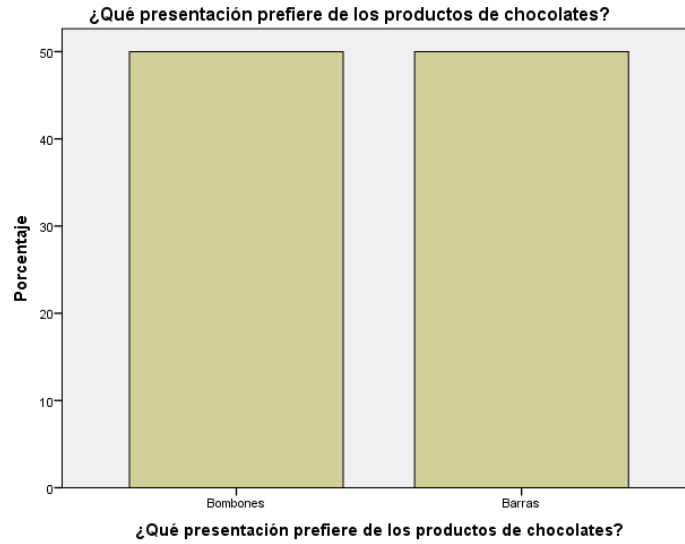 ¿Qué presentación prefiere de los productos de chocolates?
50
40
30
20
10
0
Porcentaje
Bombones
Barras
¿Qué presentación prefiere de los productos de chocolates?